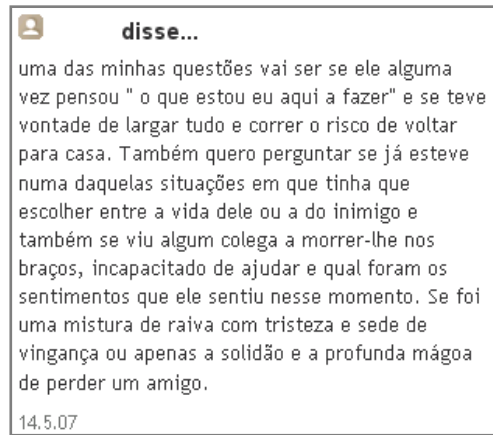 disse...
uma das minhas questões vai ser se ele alguma
vez pensou " o que estou eu aqui a fazer" e se teve
vontade de largar tudo e correr o risco de voltar
para casa. Também quero perguntar se já esteve
numa daquelas situações em que tinha que
escolher entre a vida dele ou a do inimigo e
também se viu algum colega a morrer-lhe nos
braços, incapacitado de ajudar e qual foram os
sentimentos que ele sentiu nesse momento. Se foi
uma mistura de raiva com tristeza e sede de
vingança ou apenas a solidão e a profunda mágoa
de perder um amigo.
14.5.07